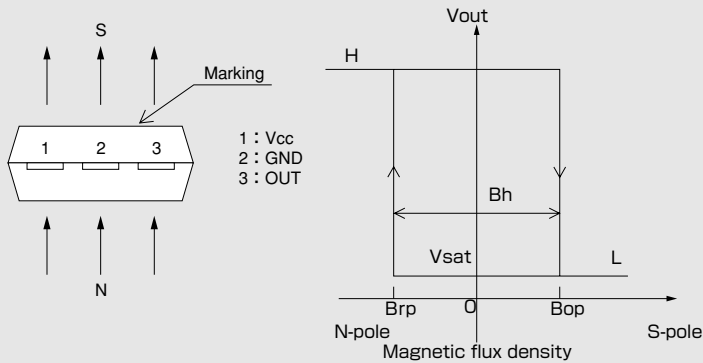 S
Marking
1 2 3
1：Vcc
2：GND
3：OUT
N
Vout
H
Bh
Vsat
L
Brp
O
Bop
N-pole
S-pole
Magnetic flux density